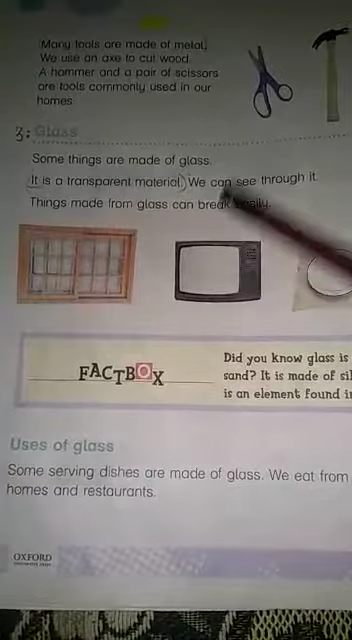 Many tools are made of metal.
We use an axe to cut wood.
A hammer and a pair of scissors
are tools commonly used in our
homes.
3: Glass
Some things are made of glass.
It is a transparent material. We can see through it.
Things made from glass can break easily.
FACTBOX
Did you know glass is
sand? It is made of sil
is an element found i
Uses of glass
Some serving dishes are made of glass. We eat from
homes and restaurants.
OXFORD